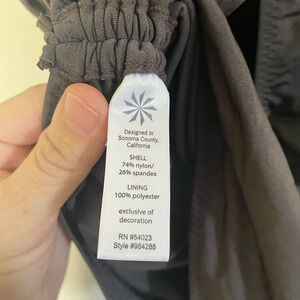 Designed in
Sonoma County,
California
SHELL
74% nylon/
26% spandex
LINING
100% polyester
exclusive of
decoration
RN #54023
Style #984288